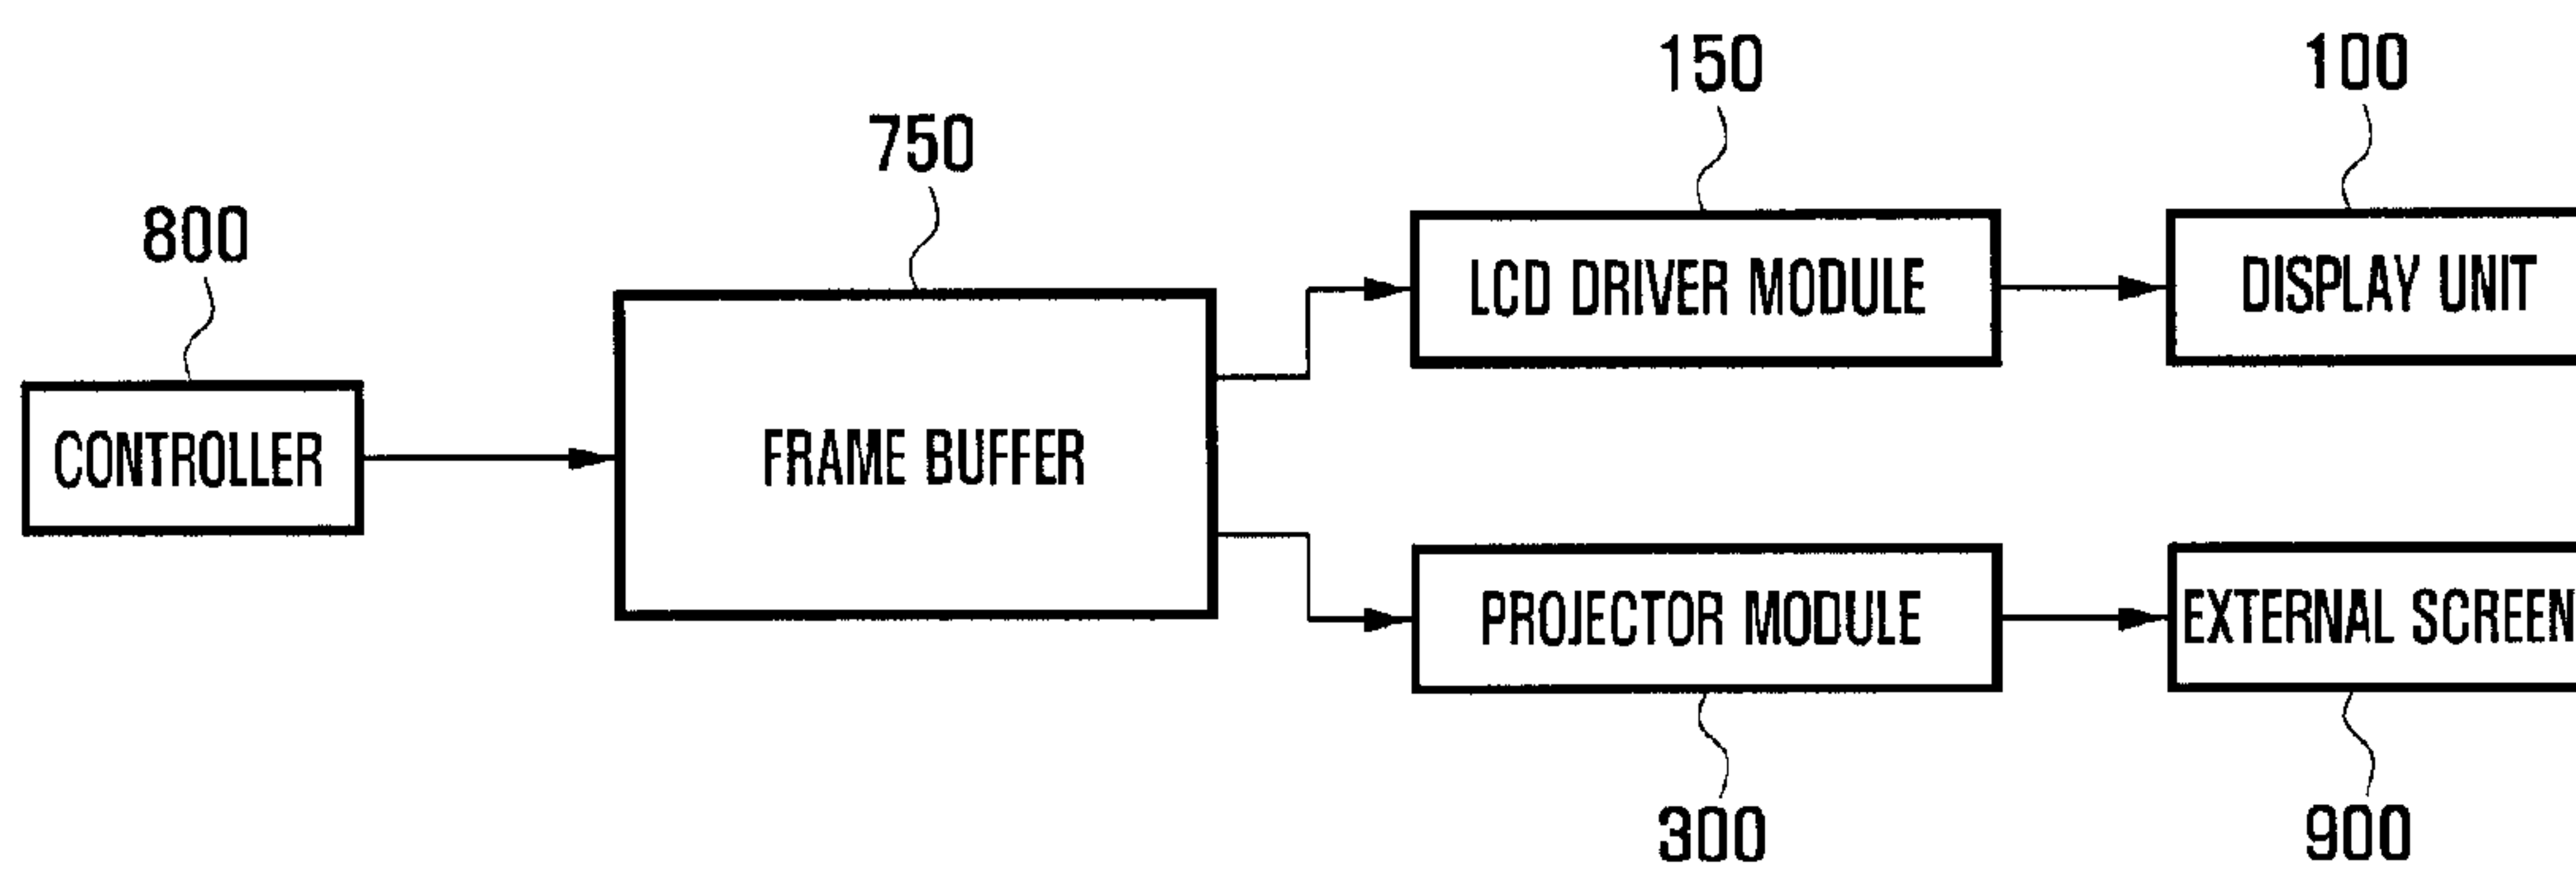 150
100
750
800
LCD DRIVER MODULE
DISPLAY UNIT
CONTROLLER
FRAME BUFFER
PROJECTOR MODULE
EXTERNAL SCREEN
300
900